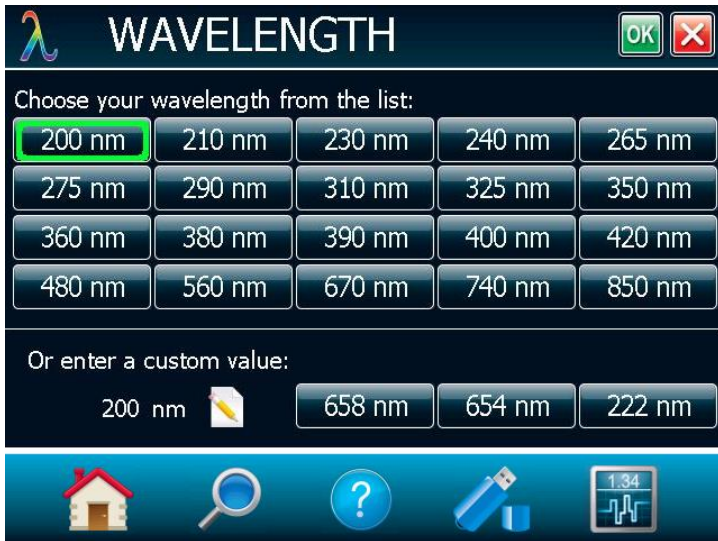 λ WAVELENGTH OK
Choose your wavelength from the list:
200 nm 210 nm 230 nm 240 nm 265 nm
275 nm 290 nm 310 nm 325 nm 350 nm
360 nm 380 nm 390 nm 400 nm 420 nm
480 nm 560 nm 670 nm 740 nm 850 nm
Or enter a custom value:
200 nm 658 nm 654 nm 222 nm
? 1.34